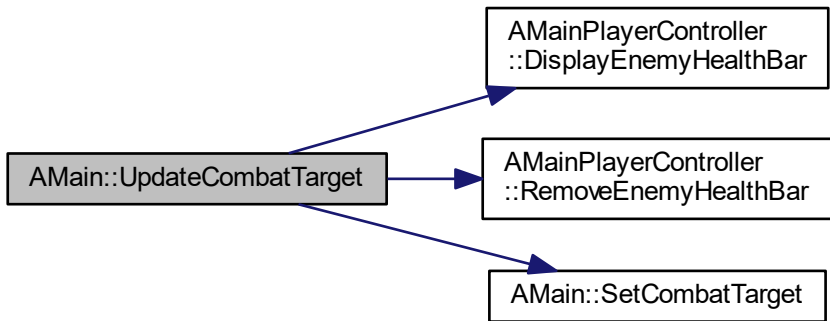 AMain::UpdateCombatTarget
AMainPlayerController
::DisplayEnemyHealthBar
AMainPlayerController
::RemoveEnemyHealthBar
AMain::SetCombatTarget